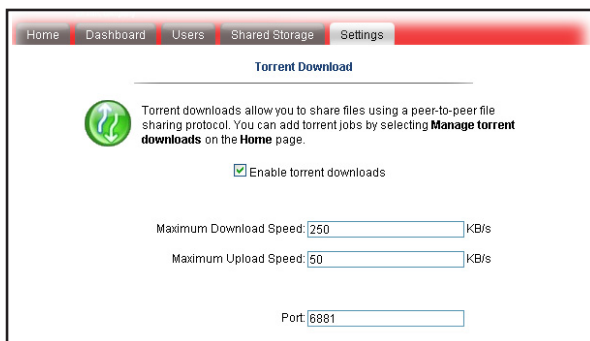 Home Dashboard Users Shared Storage Settings
Torrent Download
Torrent downloads allow you to share files using a peer-to-peer file
sharing protocol. You can add torrent jobs by selecting Manage torrent
downloads on the Home page.
Enable torrent downloads
Maximum Download Speed: 250 KB/s
Maximum Upload Speed: 50 KB/s
Port: 6881